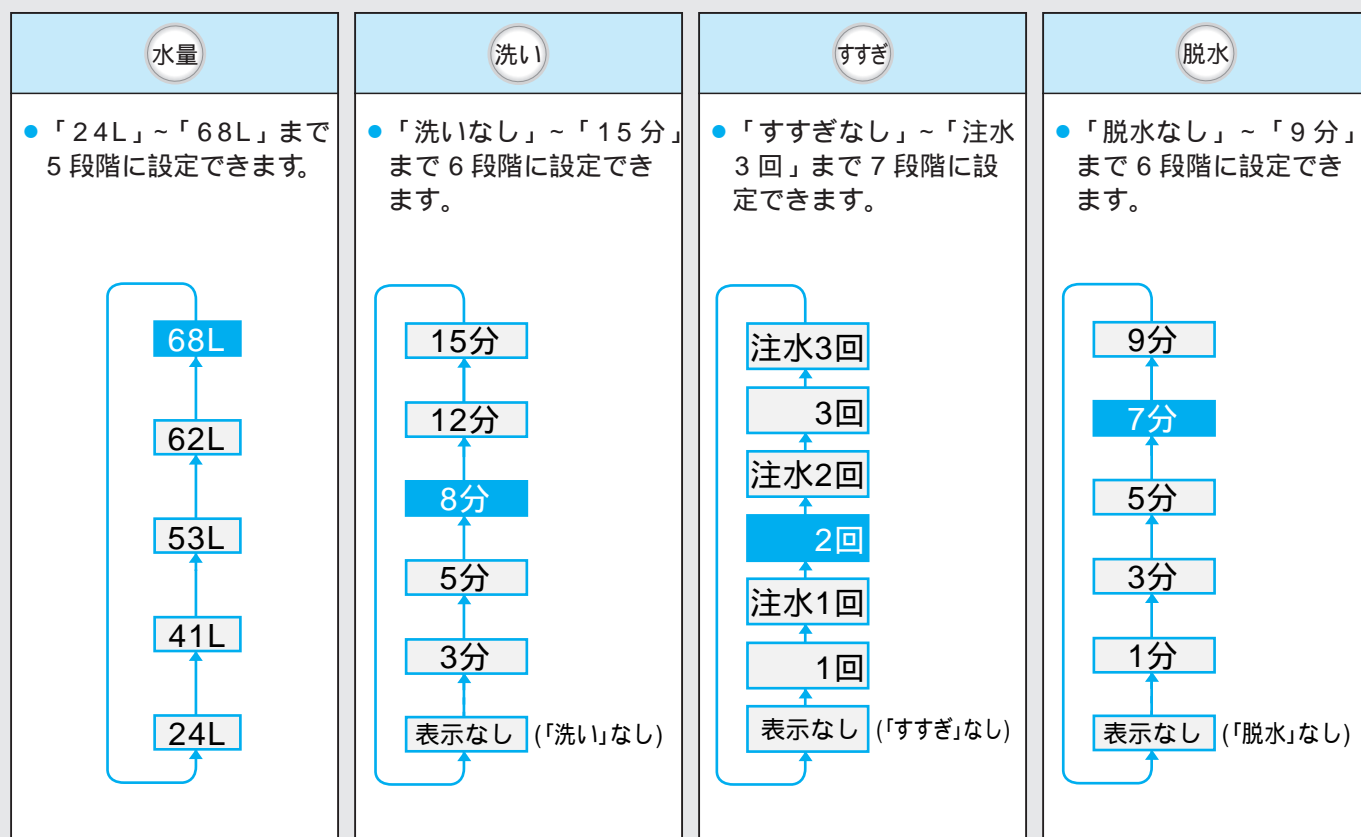 水量
●「24L」~「68L」まで
5段階に設定できます。
68L
62L
53L
41L
24L
洗い
●「洗いなし」~「15分」
まで6段階に設定でき
ます。
15分
12分
8分
5分
3分
表示なし (「洗い」なし)
すすぎ
●「すすぎなし」~「注水
3回」まで7段階に設
定できます。
注水3回
3回
注水2回
2回
注水1回
1回
表示なし (「すすぎ」なし)
脱水
●「脱水なし」~「9分」
まで6段階に設定でき
ます。
9分
7分
5分
3分
1分
表示なし (「脱水」なし)